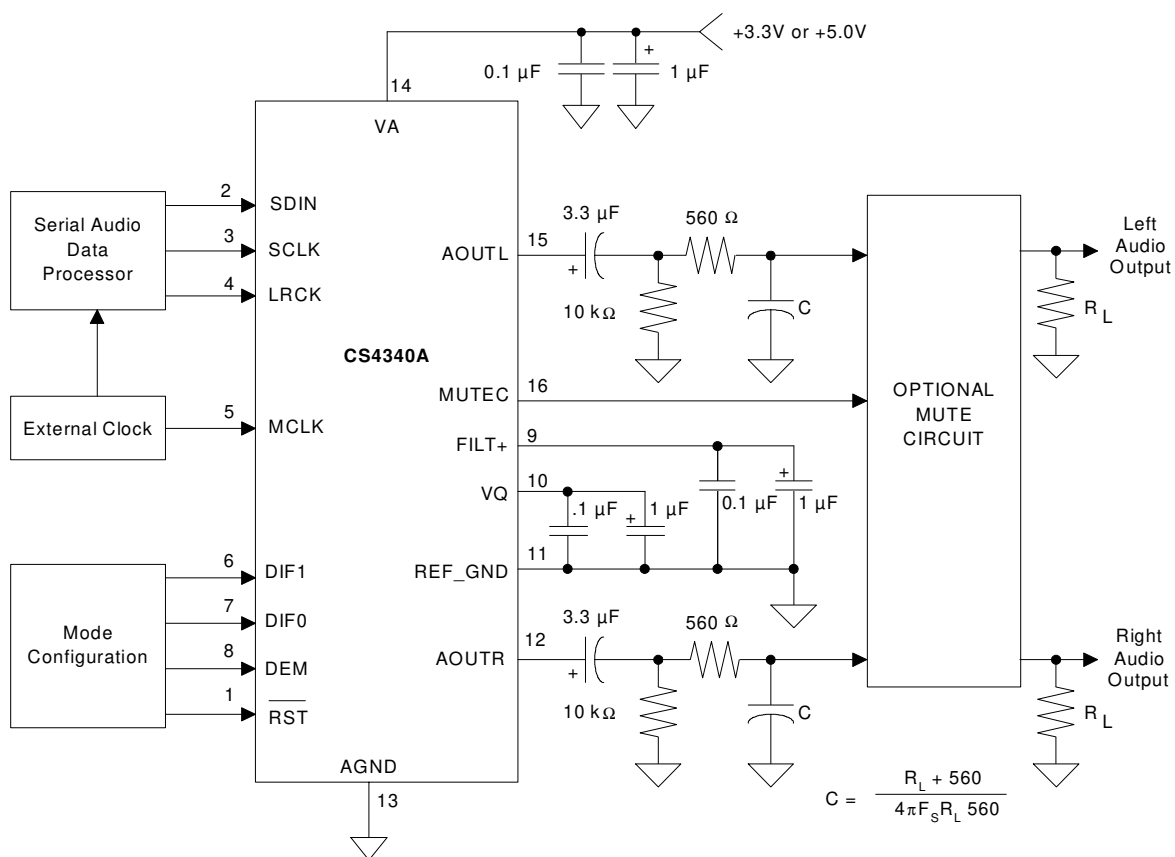 +3.3V or +5.0V
0.1 µF
+
1 µF
14
VA
Serial Audio
Data
Processor
2
SDIN
3
SCLK
4
LRCK
External Clock
5
MCLK
CS4340A
Mode
Configuration
6
DIF1
7
DIF0
8
DEM
1
RST
AGND
13
AOUTL
15
3.3 µF
+
560 Ω
10 kΩ
C
MUTEC
16
FILT+
9
VQ
10
.1 µF
+
1 µF
0.1 µF
+
1 µF
REF_GND
11
AOUTR
12
3.3 µF
+
560 Ω
10 kΩ
C
OPTIONAL
MUTE
CIRCUIT
Left
Audio
Output
R L
Right
Audio
Output
R L
C = 
R L + 560
4πF S R L 560